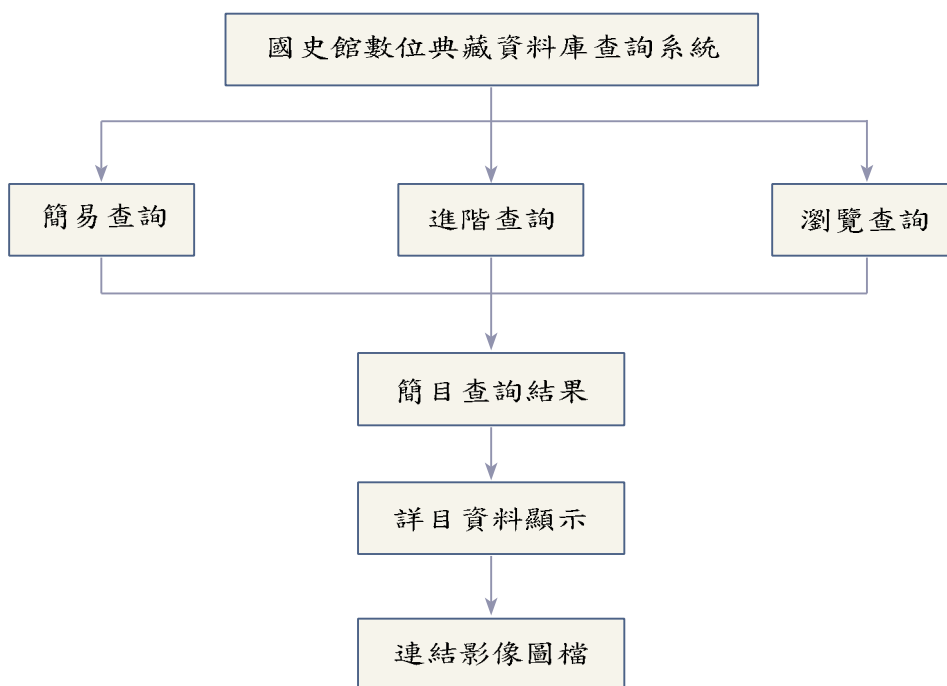 國史館數位典藏資料庫查詢系統
簡易查詢
進階查詢
瀏覽查詢
簡目查詢結果
詳目資料顯示
連結影像圖檔